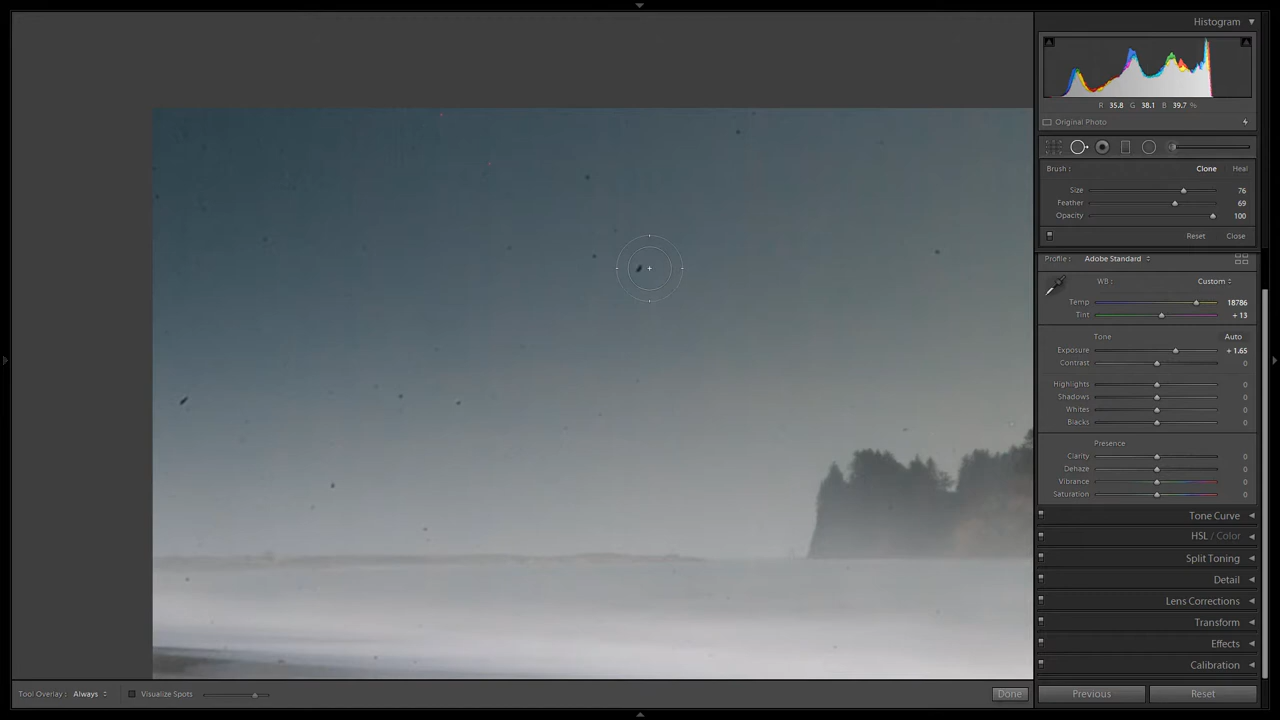 Histogram
R 35.8 G 38.1 B 39.7 %
Original Photo
Brush : Clone Heal
Size 76
Feather 69
Opacity 100
Reset Close
Profile : Adobe Standard
WB : Custom
Temp 18786
Tint + 13
Tone Auto
Exposure + 1.65
Contrast 0
Highlights 0
Shadows 0
Whites 0
Blacks 0
Presence
Clarity 0
Dehaze 0
Vibrance 0
Saturation 0
Tone Curve
HSL / Color
Split Toning
Detail
Lens Corrections
Transform
Effects
Calibration
Tool Overlay : Always Visualize Spots Done Previous Reset